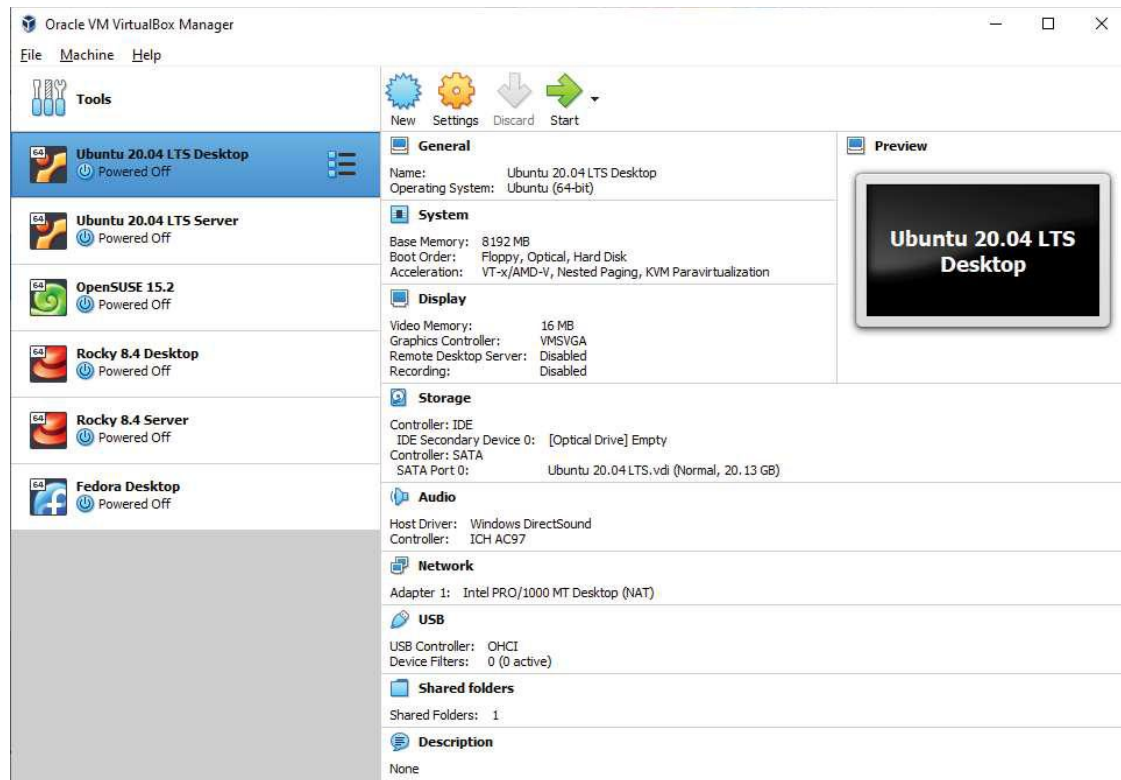 Oracle VM VirtualBox Manager
File Machine Help
Tools
New Settings Discard Start
64
Ubuntu 20.04 LTS Desktop
Powered Off
64
Ubuntu 20.04 LTS Server
Powered Off
64
OpenSUSE 15.2
Powered Off
64
Rocky 8.4 Desktop
Powered Off
64
Rocky 8.4 Server
Powered Off
64
Fedora Desktop
Powered Off
General
Name: Ubuntu 20.04 LTS Desktop
Operating System: Ubuntu (64-bit)
System
Base Memory: 8192 MB
Boot Order: Floppy, Optical, Hard Disk
Acceleration: VT-x/AMD-V, Nested Paging, KVM Paravirtualization
Display
Video Memory: 16 MB
Graphics Controller: VMSVGA
Remote Desktop Server: Disabled
Recording: Disabled
Storage
Controller: IDE
IDE Secondary Device 0: [Optical Drive] Empty
Controller: SATA
SATA Port 0: Ubuntu 20.04 LTS.vdi (Normal, 20.13 GB)
Audio
Host Driver: Windows DirectSound
Controller: ICH AC97
Network
Adapter 1: Intel PRO/1000 MT Desktop (NAT)
USB
USB Controller: OHCI
Device Filters: 0 (0 active)
Shared folders
Shared Folders: 1
Description
None
Preview
Ubuntu 20.04 LTS
Desktop